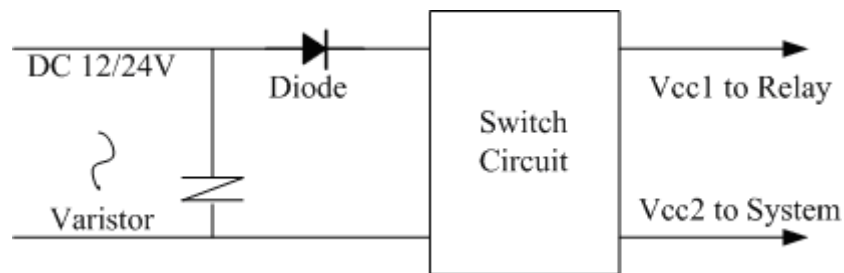 DC 12/24V
Diode
Varistor
Switch
Circuit
Vcc1 to Relay
Vcc2 to System